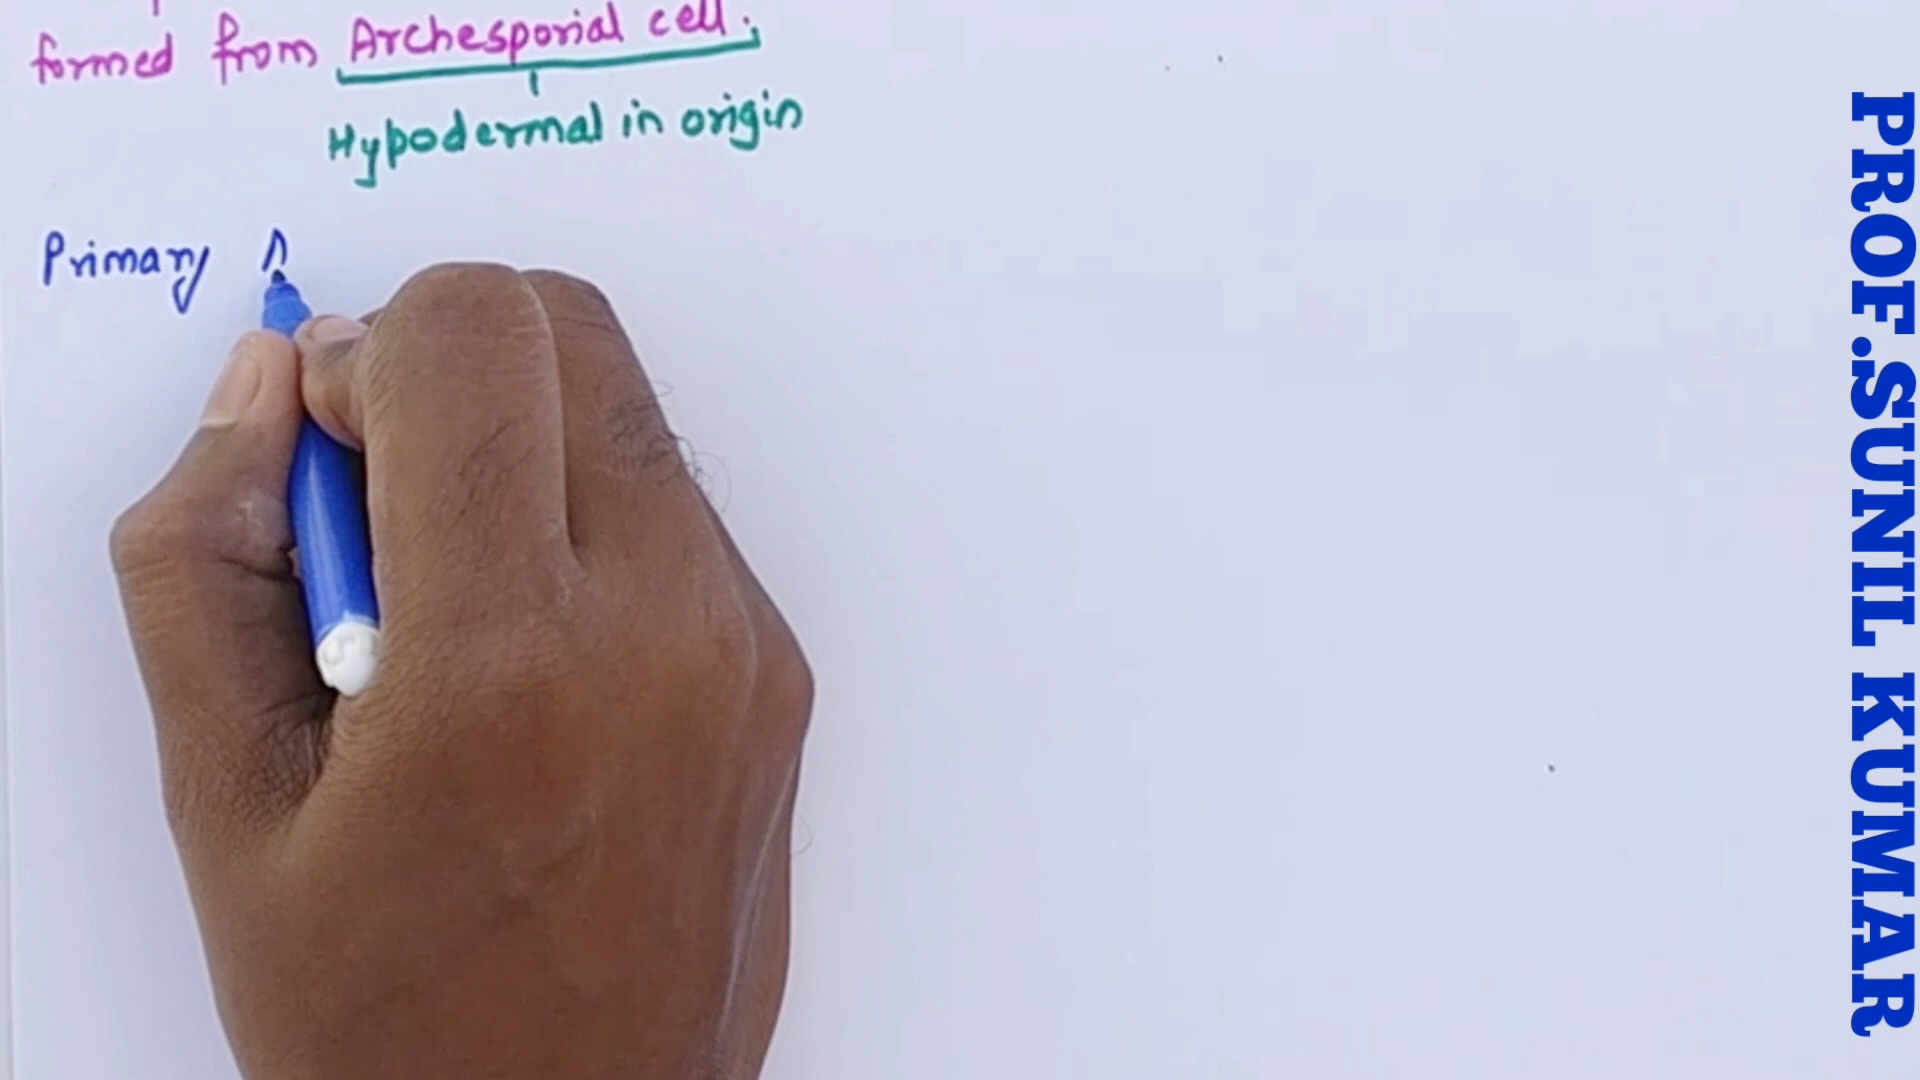 formed from Archesporial cell.
Hypodermal in origin
Primary A
PROF.SUNIL KUMAR